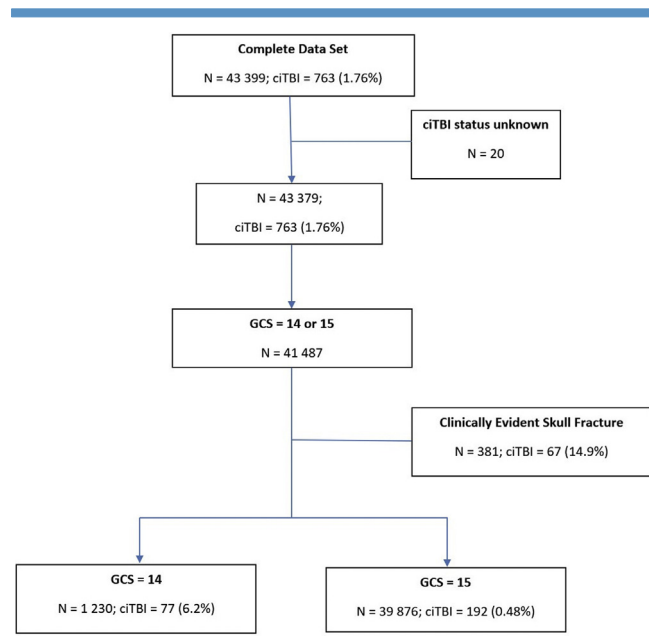 Complete Data Set
N = 43 399; ciTBI = 763 (1.76%)
ciTBI status unknown
N = 20
N = 43 379;
ciTBI = 763 (1.76%)
GCS = 14 or 15
N = 41 487
Clinically Evident Skull Fracture
N = 381; ciTBI = 67 (14.9%)
GCS = 14
N = 1 230; ciTBI = 77 (6.2%)
GCS = 15
N = 39 876; ciTBI = 192 (0.48%)